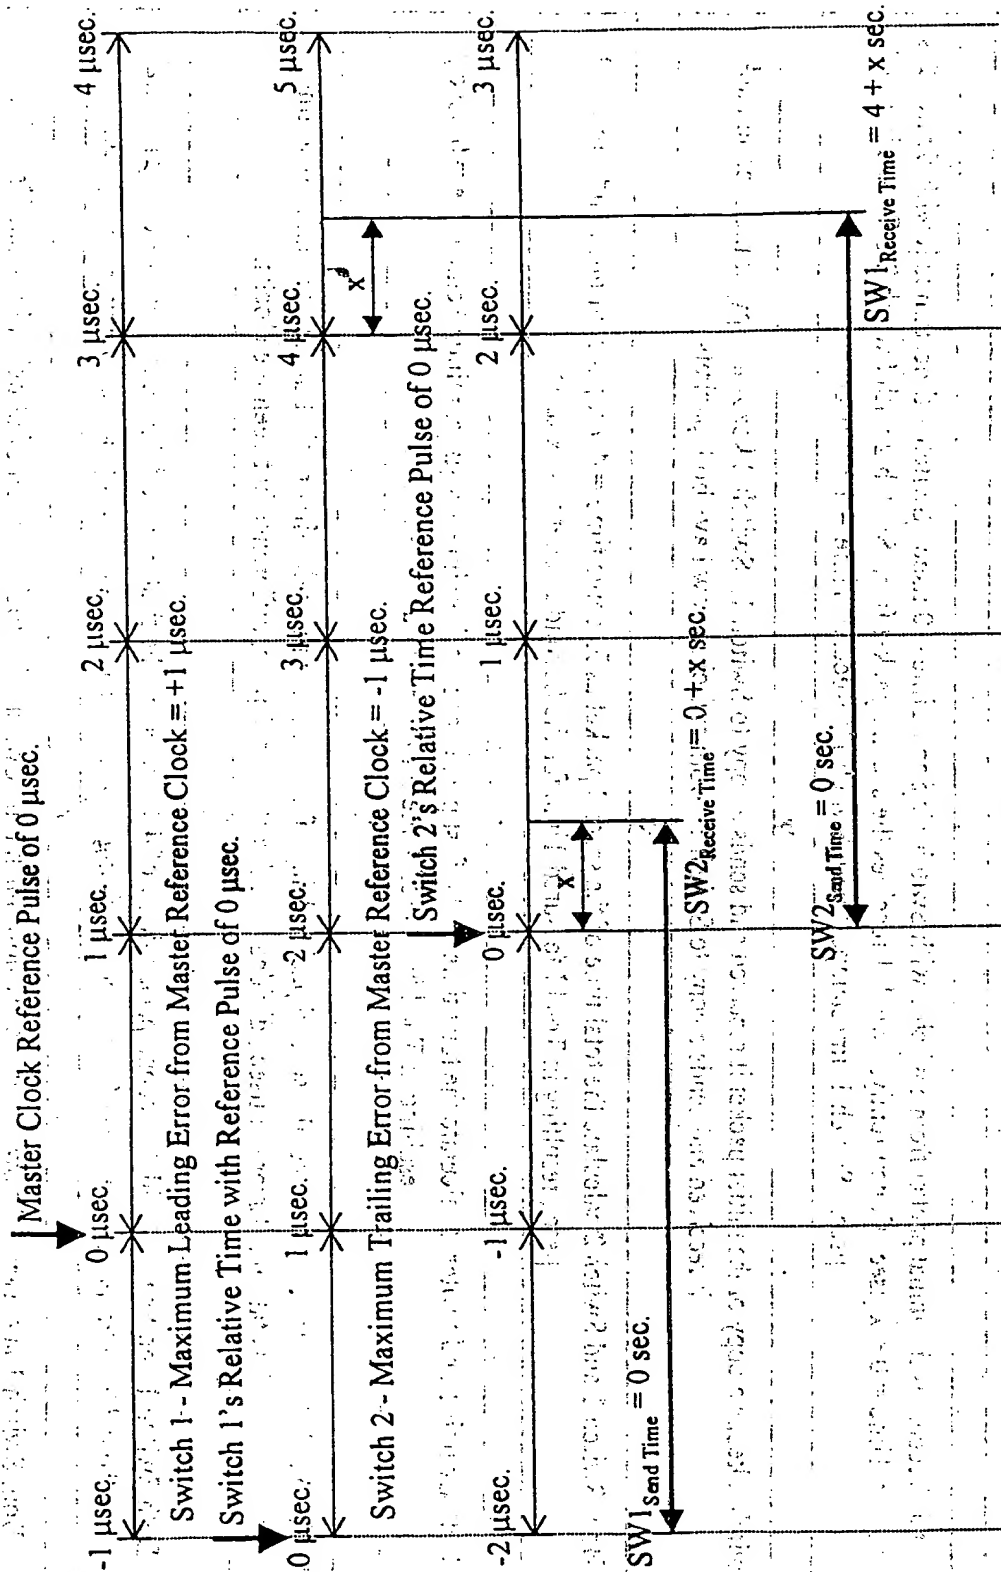 Master Clock Reference Pulse of 0 µsec.
-1 µsec. 0 µsec. 1 µsec. 2 µsec. 3 µsec. 4 µsec.
Switch 1 - Maximum Leading Error from Master Reference Clock = +1 µsec.
Switch 1's Relative Time with Reference Pulse of 0 µsec.
0 µsec. 1 µsec. 2 µsec. 3 µsec. 4 µsec. 5 µsec.
x
Switch 2 - Maximum Trailing Error from Master Reference Clock = -1 µsec.
Switch 2's Relative Time Reference Pulse of 0 µsec.
-2 µsec. -1 µsec. 0 µsec. 1 µsec. 2 µsec. 3 µsec.
x
SW1Send Time = 0 sec.
SW2Receive Time = 0 + x sec.
SW2Send Time = 0 sec.
SW1Receive Time = 4 + x sec.